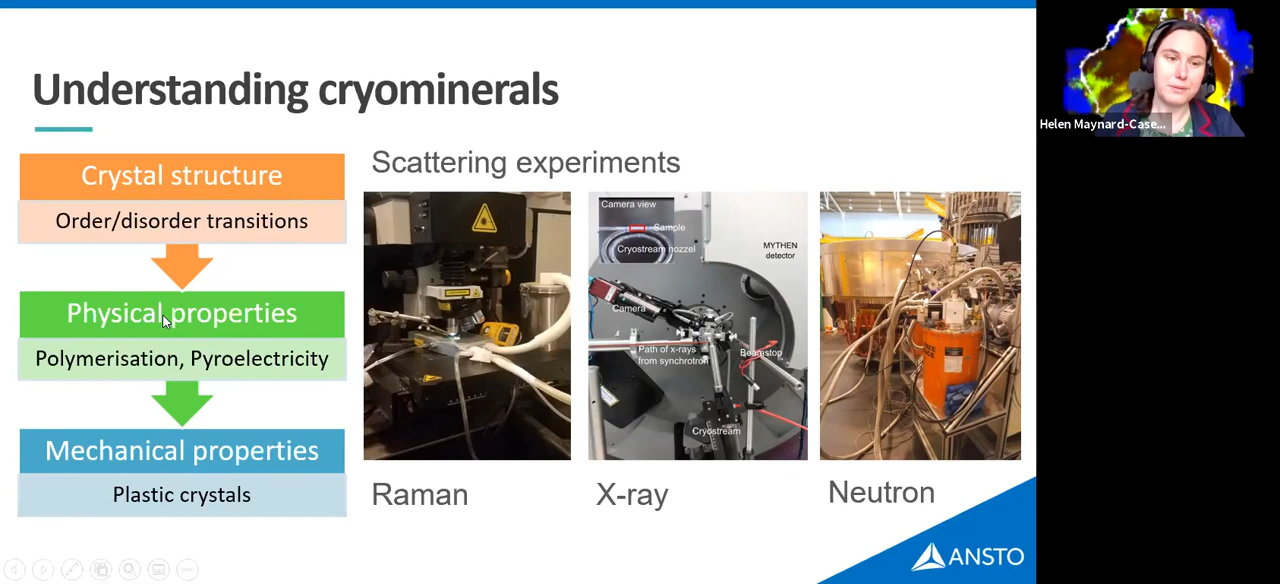 Understanding cryominerals
Crystal structure
Order/disorder transitions
Physical properties
Polymerisation, Pyroelectricity
Mechanical properties
Plastic crystals
Scattering experiments
Camera view
Sample
Cryostream nozzel
MYTHEN
detector
Camera
Path of x-rays
from synchrotron
Beamstop
Cryostream
Raman
X-ray
Neutron
ANSTO
Helen Maynard-Case...